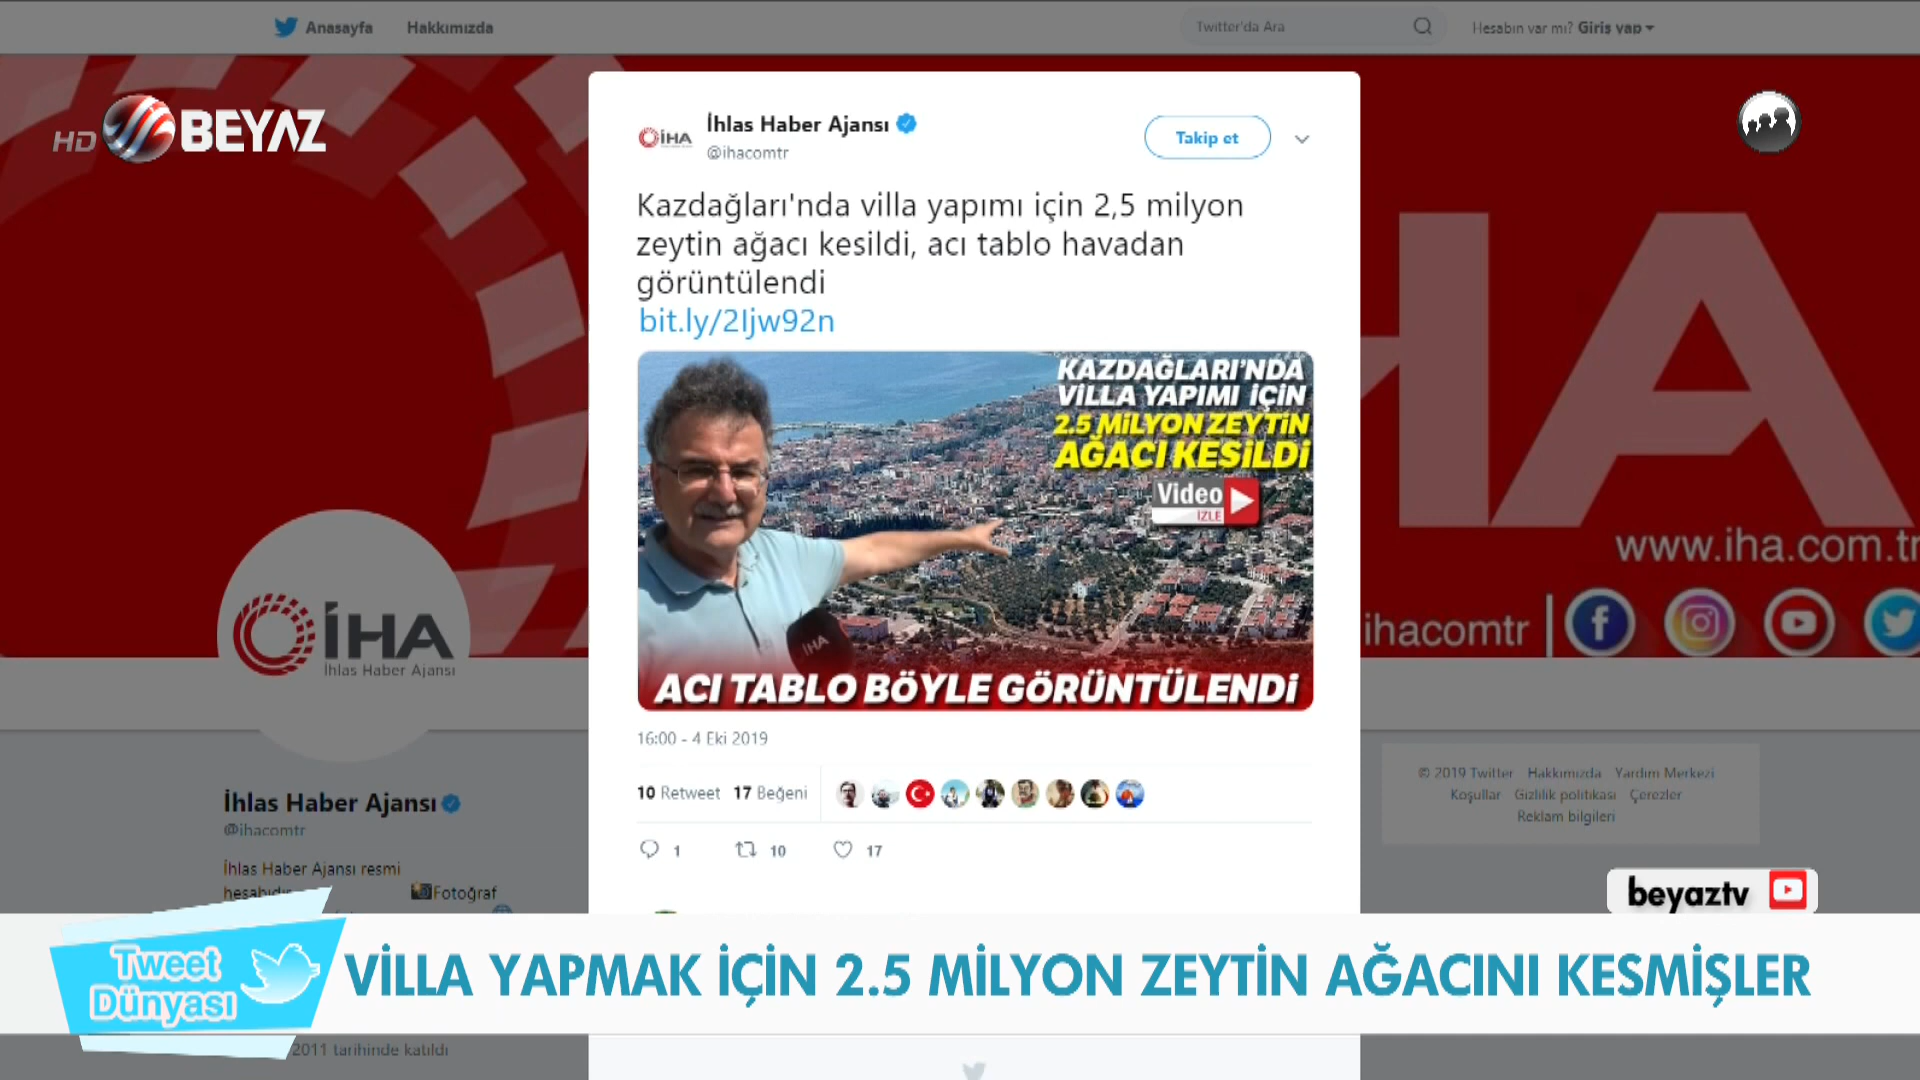 Anasayfa
Hakkımızda
Twitter'da Ara
Hesabın var mı? Giriş yap
HD BEYAZ
İHA
İhlas Haber Ajansı
@ihacomtr
Takip et
Kazdağları'nda villa yapımı için 2,5 milyon
zeytin ağacı kesildi, acı tablo havadan
görüntülendi
bit.ly/2Ijw92n
KAZDAĞLARI'NDA
VİLLA YAPIMI İÇİN
2.5 MİLYON ZEYTİN
AĞACI KESİLDİ
Video
İZLE
İHA
ACI TABLO BÖYLE GÖRÜNTÜLENDİ
HA
www.iha.com.tr
ihacomtr
İHA
İhlas Haber Ajansı
16:00 - 4 Eki 2019
10 Retweet 17 Beğeni
1 10 17
© 2019 Twitter Hakkımızda Yardım Merkezi
Koşullar Gizlilik politikası Çerezler
Reklam bilgileri
İhlas Haber Ajansı
@ihacomtr
İhlas Haber Ajansı resmi
hesabıdır
Fotoğraf
beyaztv
Tweet
Dünyası
VİLLA YAPMAK İÇİN 2.5 MİLYON ZEYTİN AĞACINI KESMİŞLER
2011 tarihinde katıldı